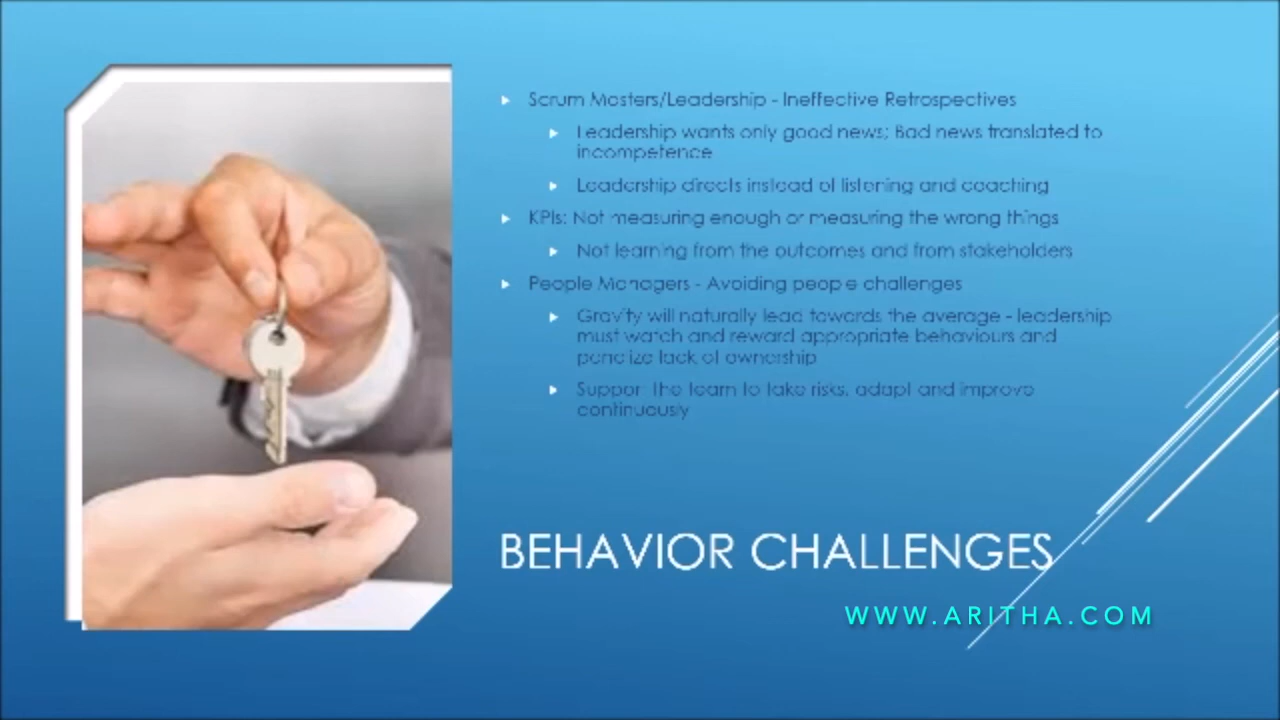 Scrum Masters/Leadership - Ineffective Retrospectives
Leadership wants only good news; Bad news translated to
incompetence
Leadership directs instead of listening and coaching
KPIs: Not measuring enough or measuring the wrong things
Not learning from the outcomes and from stakeholders
People Managers - Avoiding people challenges
Gravity will naturally lead towards the average - leadership
must watch and reward appropriate behaviours and
penalize lack of ownership
Support the team to take risks, adapt and improve
continuously
BEHAVIOR CHALLENGES
WWW.ARITHA.COM